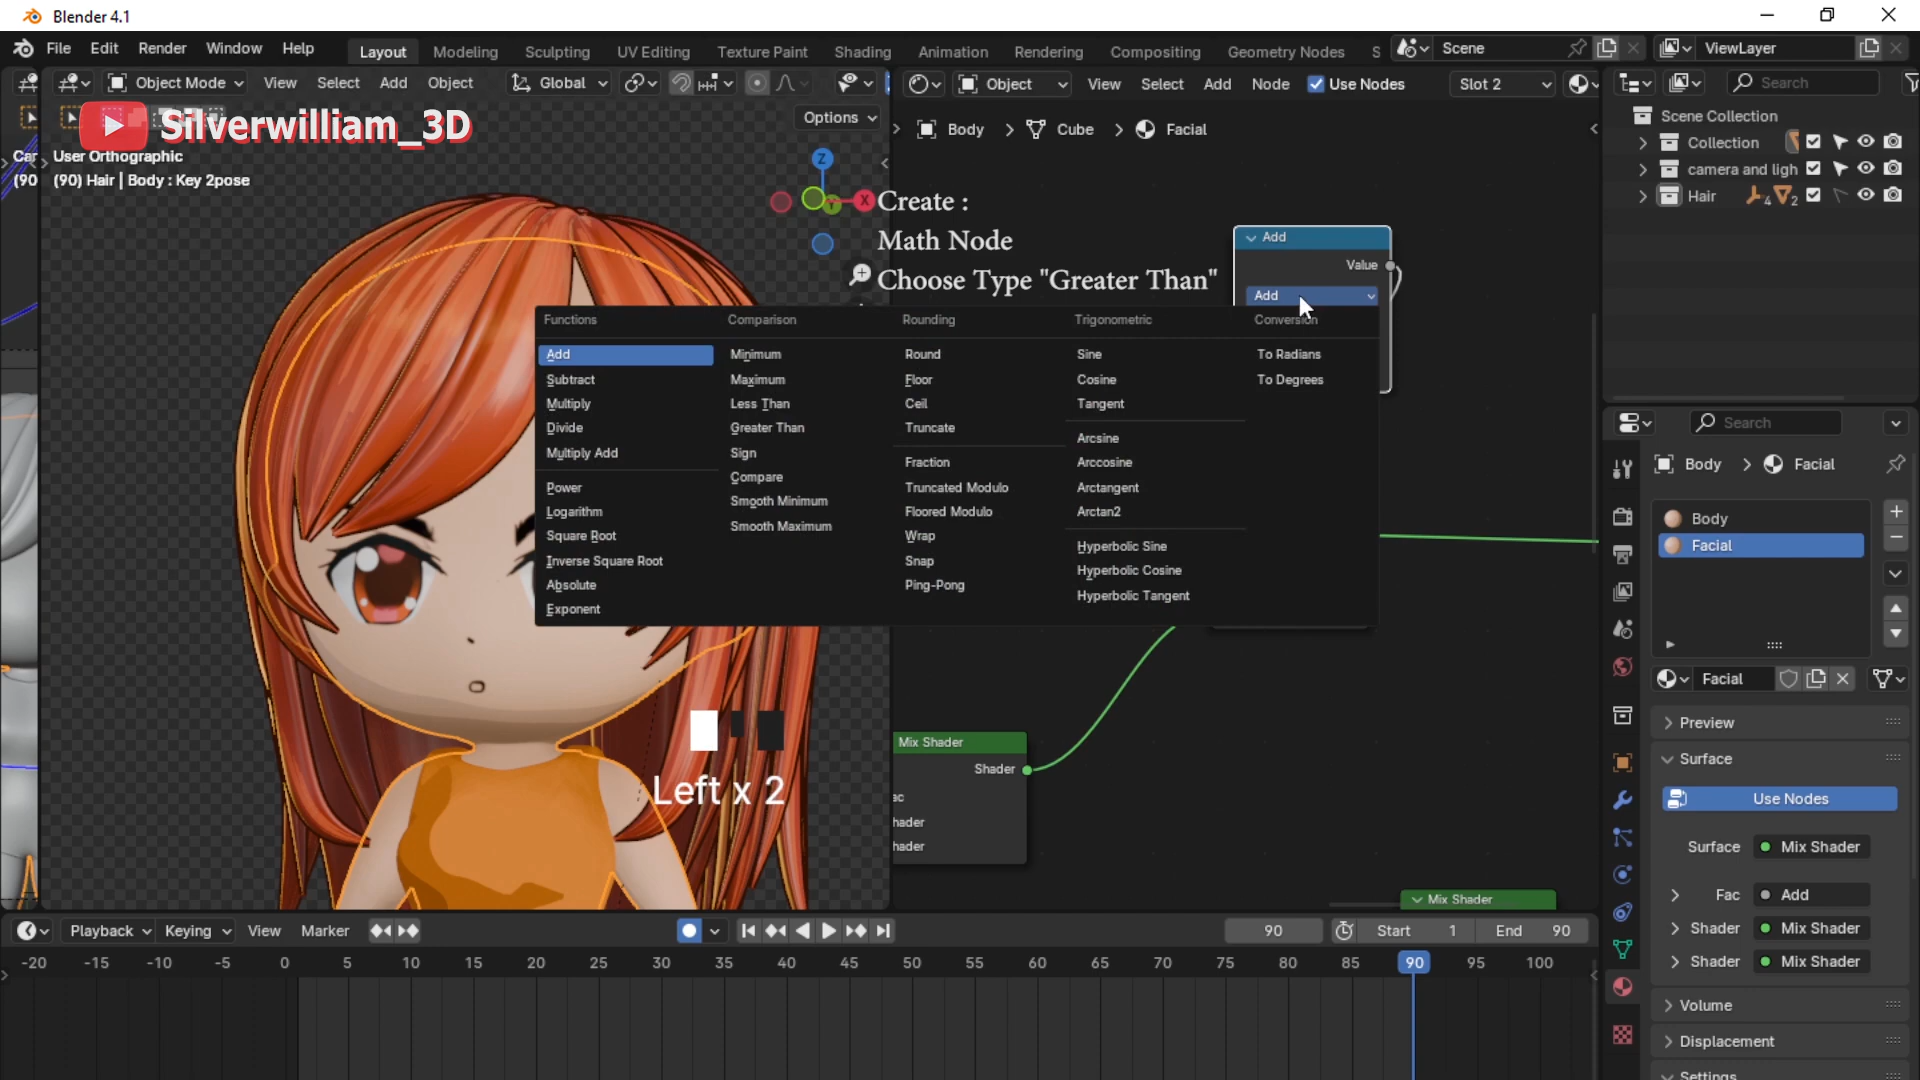 Blender 4.1
File Edit Render Window Help
Layout Modeling Sculpting UV Editing Texture Paint Shading Animation Rendering Compositing Geometry Nodes S
Scene
ViewLayer
Object Mode View Select Add Object Global
Object View Select Add Node Use Nodes Slot 2
Search
Options
Silverwilliam_3D
Body Cube Facial
Scene Collection
Collection
camera and ligh
Hair 4 2
Car User Orthographic
(90 (90) Hair | Body : Key 2pose
Z
X
Create :
Math Node
Choose Type "Greater Than"
Add
Value
Add
Functions Comparison Rounding Trigonometric Conversion
Add Minimum Round Sine To Radians
Subtract Maximum Floor Cosine To Degrees
Multiply Less Than Ceil Tangent
Divide Greater Than Truncate
Arcsine
Multiply Add Sign
Fraction Arccosine
Compare
Power Truncated Modulo Arctangent
Smooth Minimum
Logarithm Floored Modulo Arctan2
Smooth Maximum
Square Root Wrap
Hyperbolic Sine
Inverse Square Root Snap
Hyperbolic Cosine
Absolute Ping-Pong
Hyperbolic Tangent
Exponent
Search
Body Facial
Body
Facial
Facial
Preview
Surface
Use Nodes
Surface Mix Shader
Fac Add
Shader Mix Shader
Shader Mix Shader
Volume
Displacement
Settings
Mix Shader
Shader
ac
hader
hader
Left x 2
Mix Shader
Playback Keying View Marker 90 Start 1 End 90
-20 -15 -10 -5 0 5 10 15 20 25 30 35 40 45 50 55 60 65 70 75 80 85 90 95 100